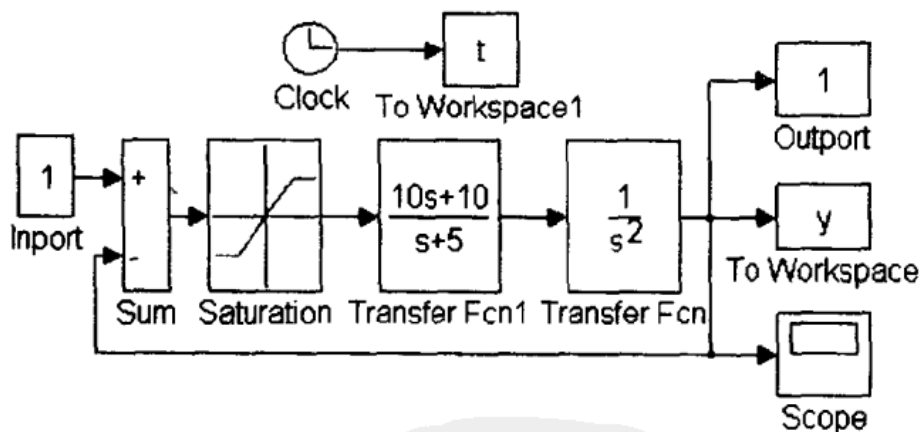 t
Clock
To Workspace1
1
Outport
1
Inport
+
-
Sum
Saturation
10s+10
s+5
Transfer Fcn1
1
s²
Transfer Fcn
y
To Workspace
Scope